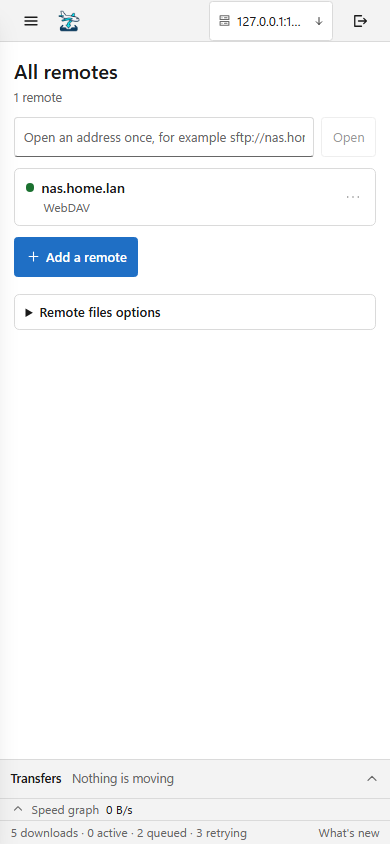 127.0.0.1:1...
All remotes
1 remote
Open an address once, for example sftp://nas.hor
Open
nas.home.lan
WebDAV
Add a remote
Remote files options
Transfers Nothing is moving
Speed graph 0 B/s
5 downloads · 0 active · 2 queued · 3 retrying What's new